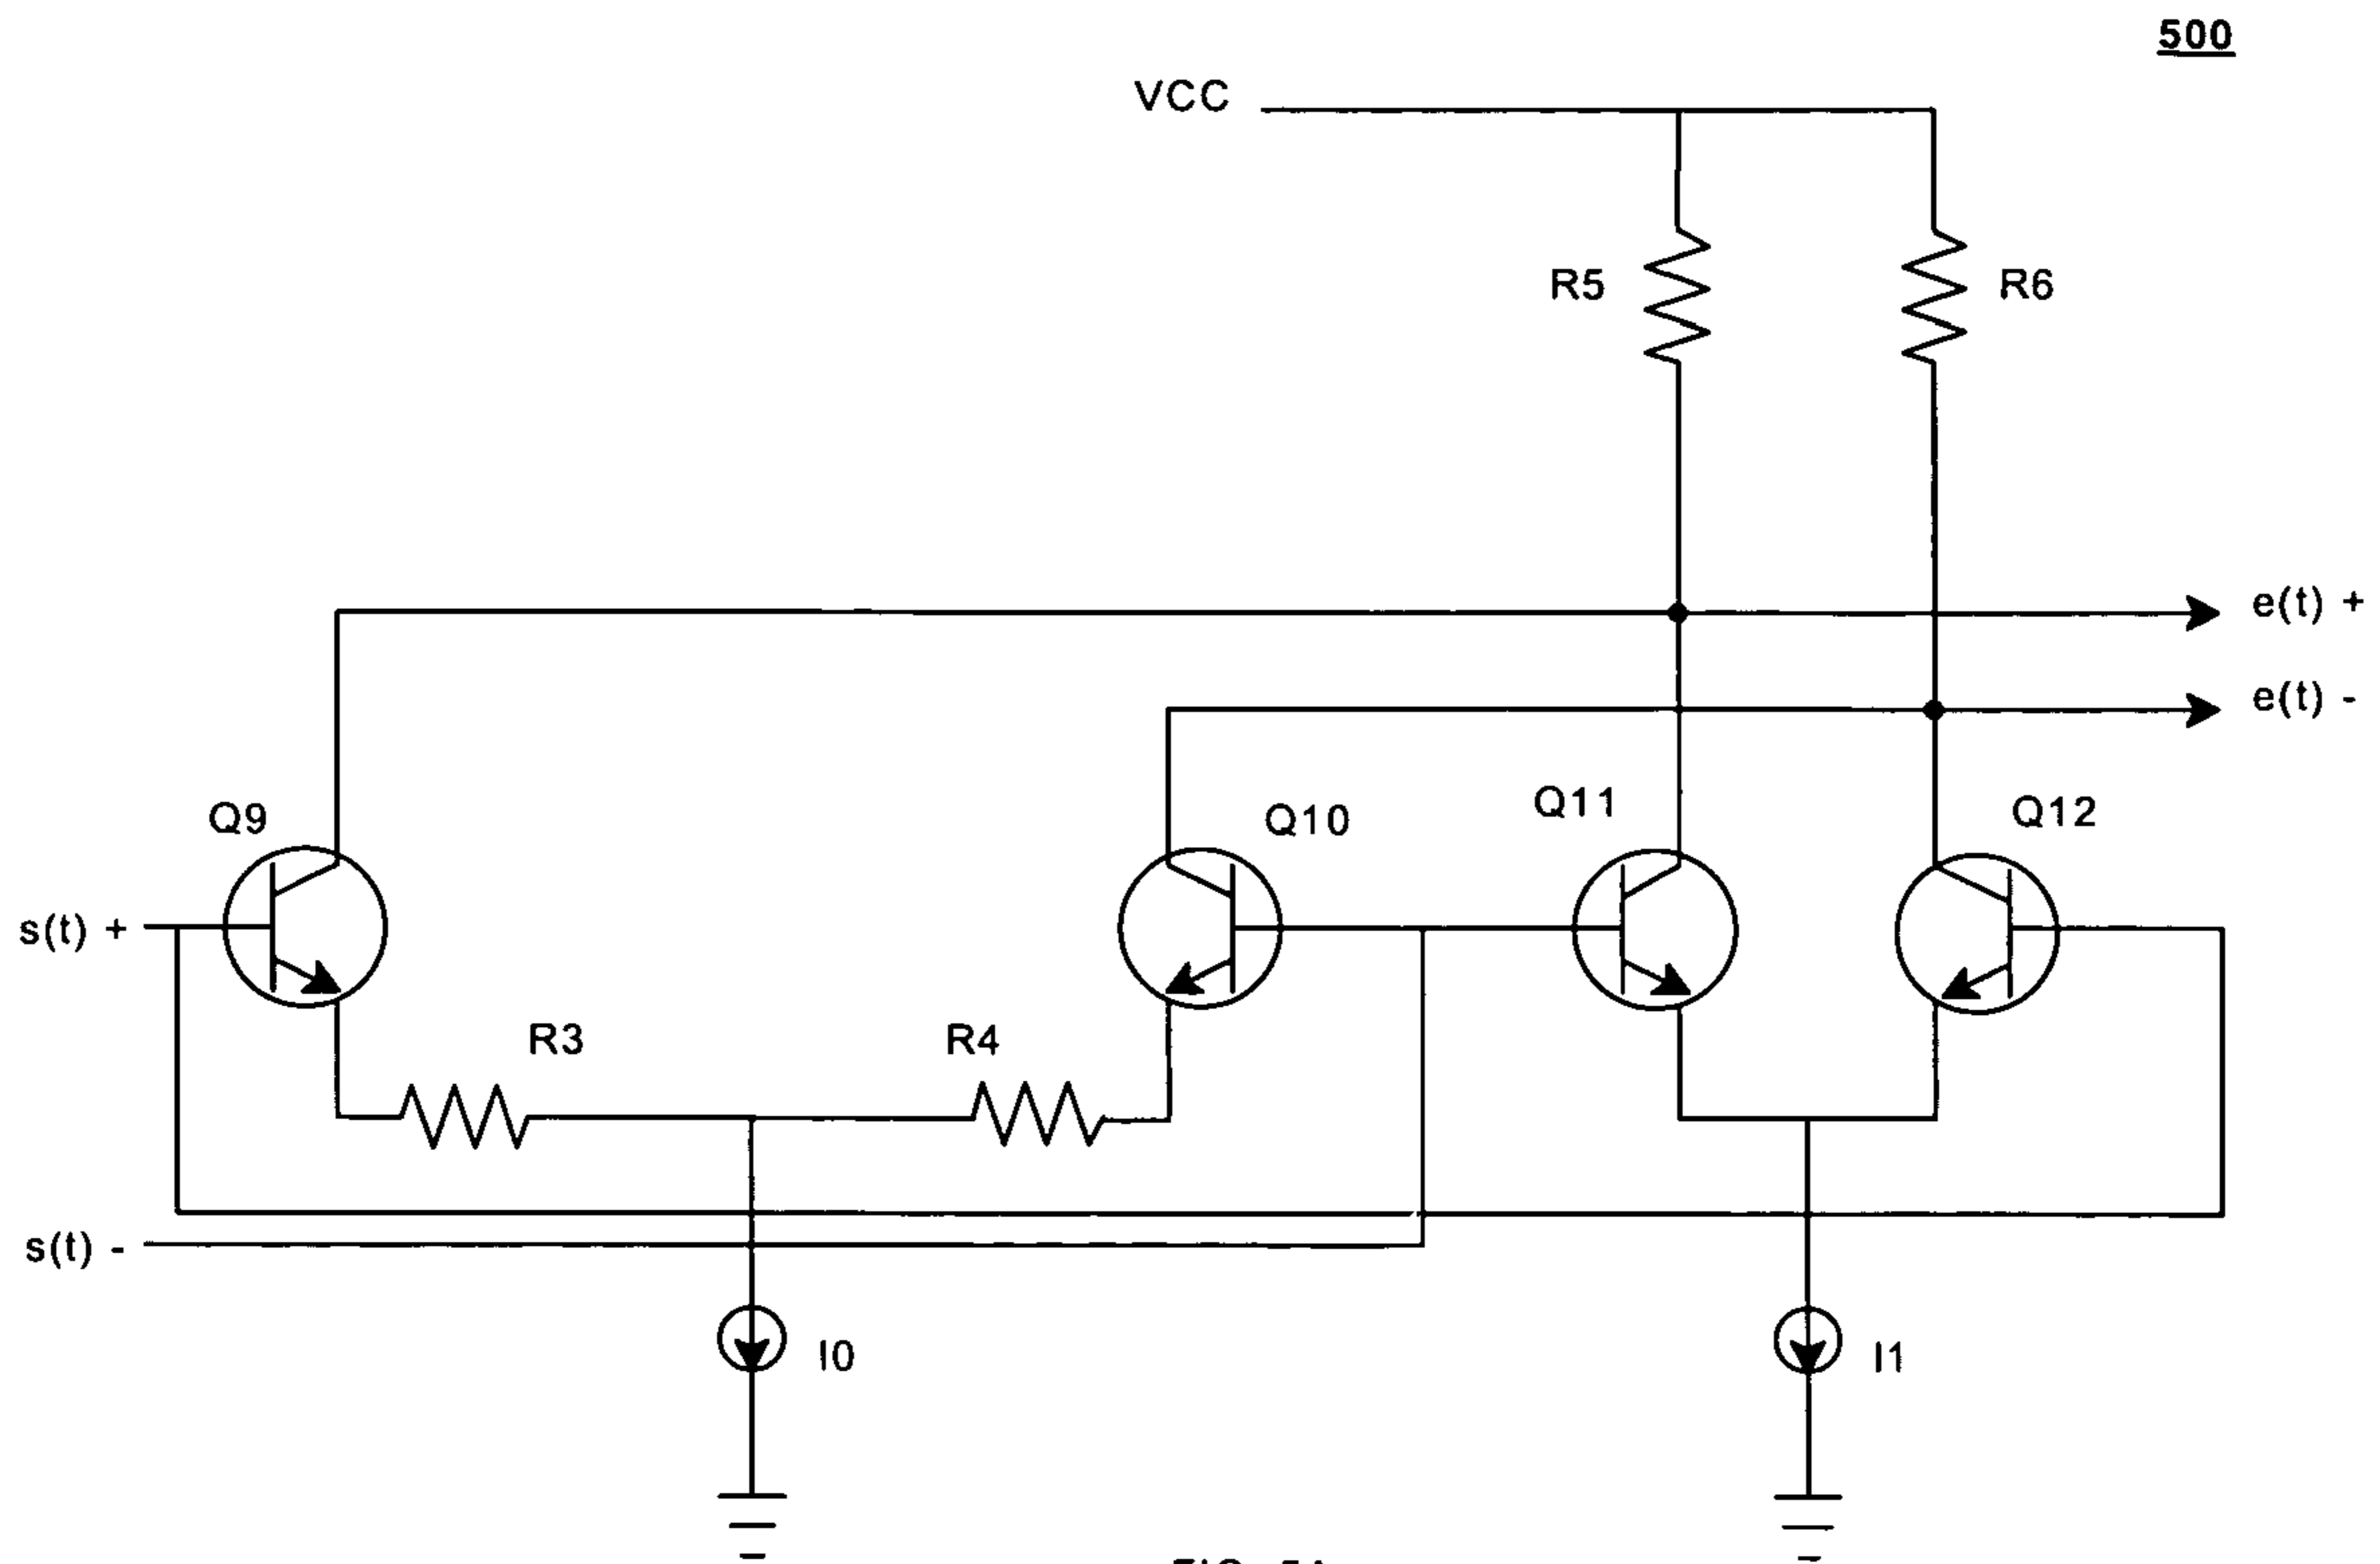 500
VCC
R5
R6
e(t) +
e(t) -
Q9
Q10
Q11
Q12
s(t) +
R3
R4
s(t) -
I0
I1